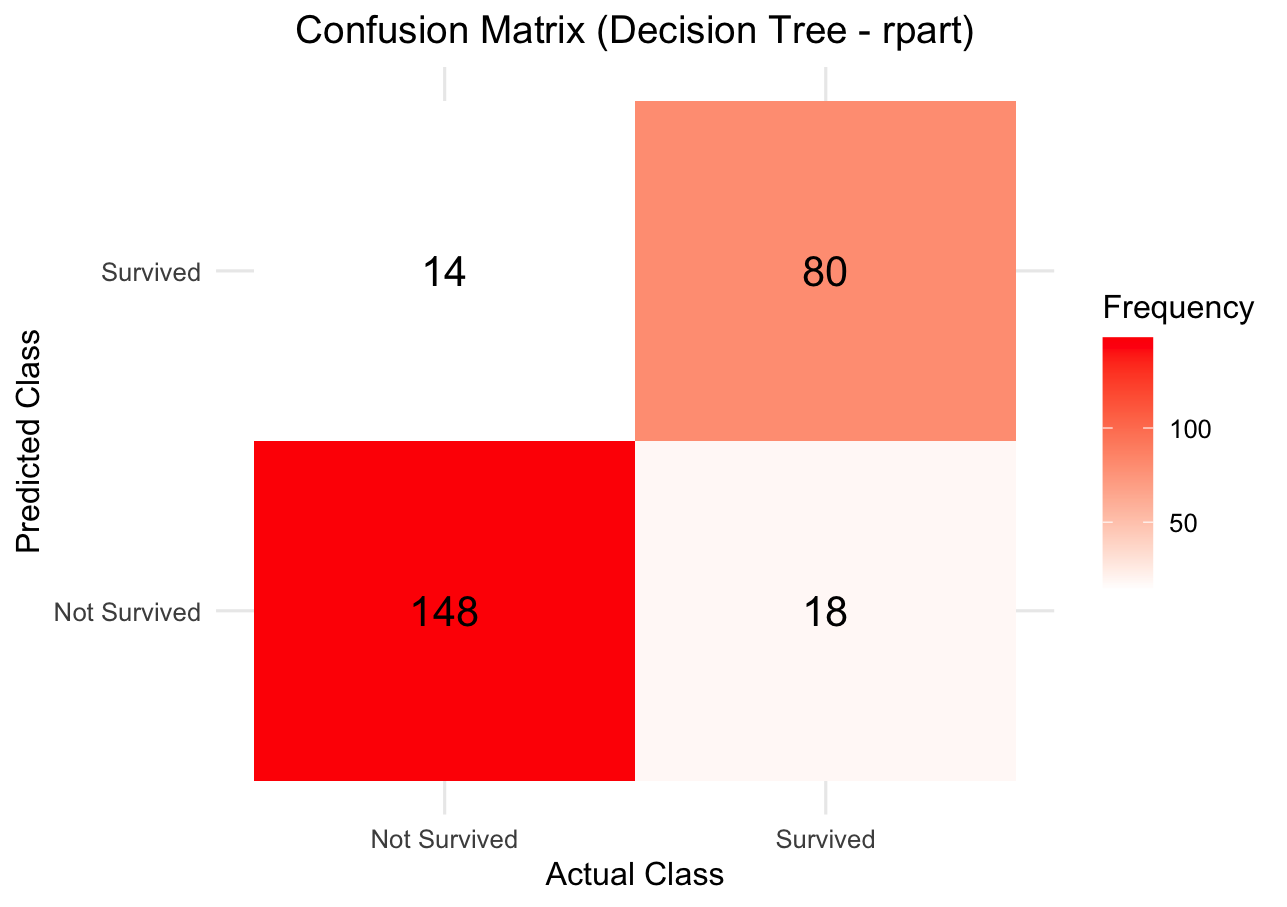 Confusion Matrix (Decision Tree - rpart)
Predicted Class
Survived
14
80
Not Survived
148
18
Not Survived
Survived
Actual Class
Frequency
100
50